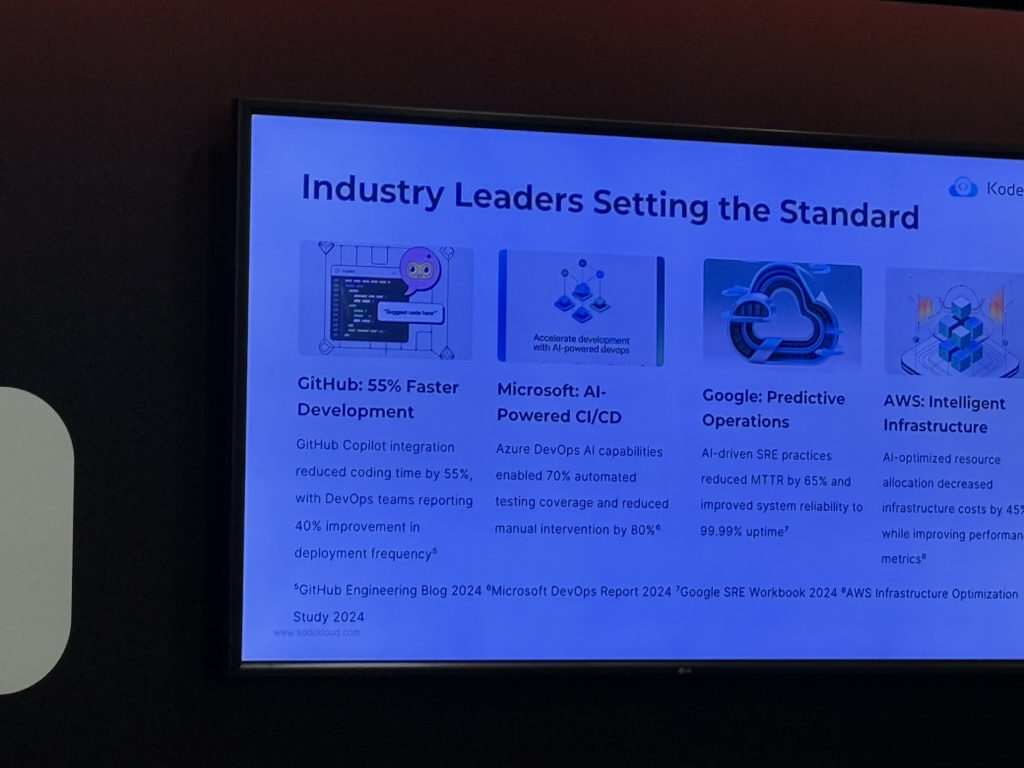 Industry Leaders Setting the Standard
Kode
"Suggest code here"
Accelerate development
with AI-powered devops
GitHub: 55% Faster
Development
GitHub Copilot integration
reduced coding time by 55%,
with DevOps teams reporting
40% improvement in
deployment frequency⁵
Microsoft: AI-
Powered CI/CD
Azure DevOps AI capabilities
enabled 70% automated
testing coverage and reduced
manual intervention by 80%⁶
Google: Predictive
Operations
AI-driven SRE practices
reduced MTTR by 65% and
improved system reliability to
99.99% uptime⁷
AWS: Intelligent
Infrastructure
AI-optimized resource
allocation decreased
infrastructure costs by 45%
while improving performan
metrics⁸
⁵GitHub Engineering Blog 2024 ⁶Microsoft DevOps Report 2024 ⁷Google SRE Workbook 2024 ⁸AWS Infrastructure Optimization
Study 2024
www.kodekloud.com
LG